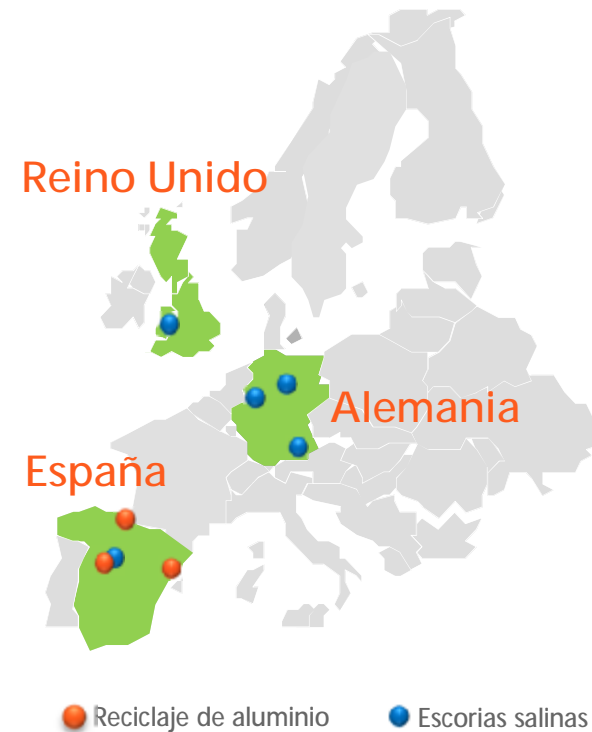 Reino Unido
Alemania
España
Reciclaje de aluminio
Escorias salinas